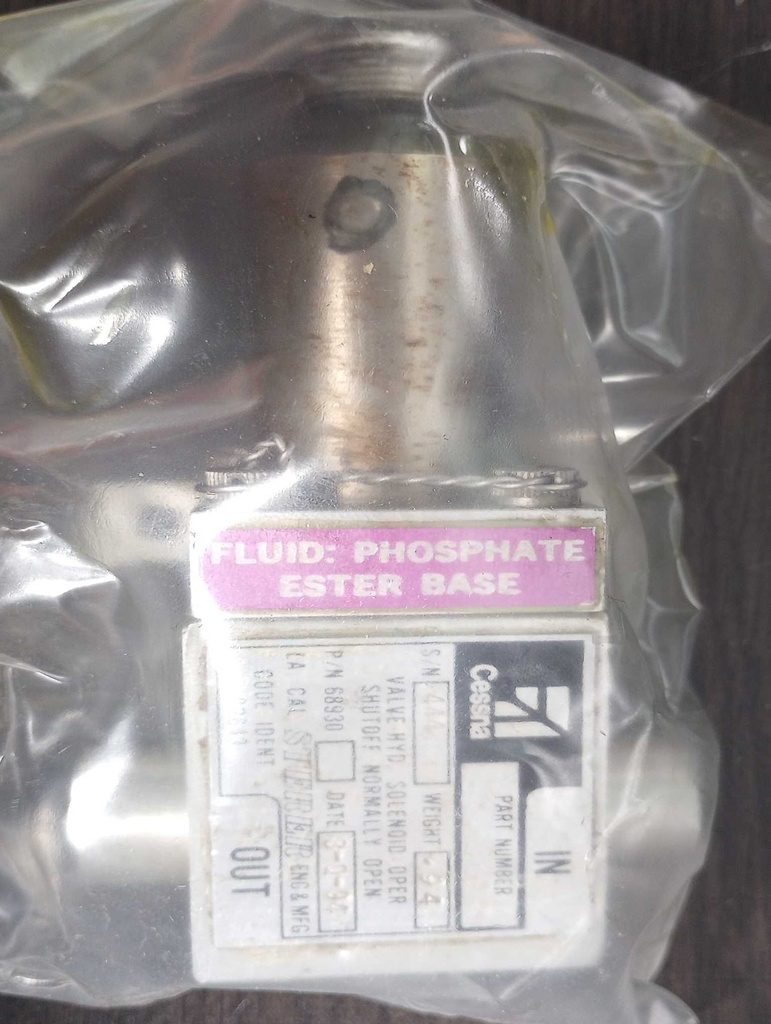 FLUID: PHOSPHATE
ESTER BASE
Cessna
PART NUMBER
IN
S/N
WEIGHT
VALVE HYD SOLENOID OPER
SHUTOFF NORMALLY OPEN
P/N 68930
DATE
LA CAL STERER ENG & MFG
CODE IDENT
OUT